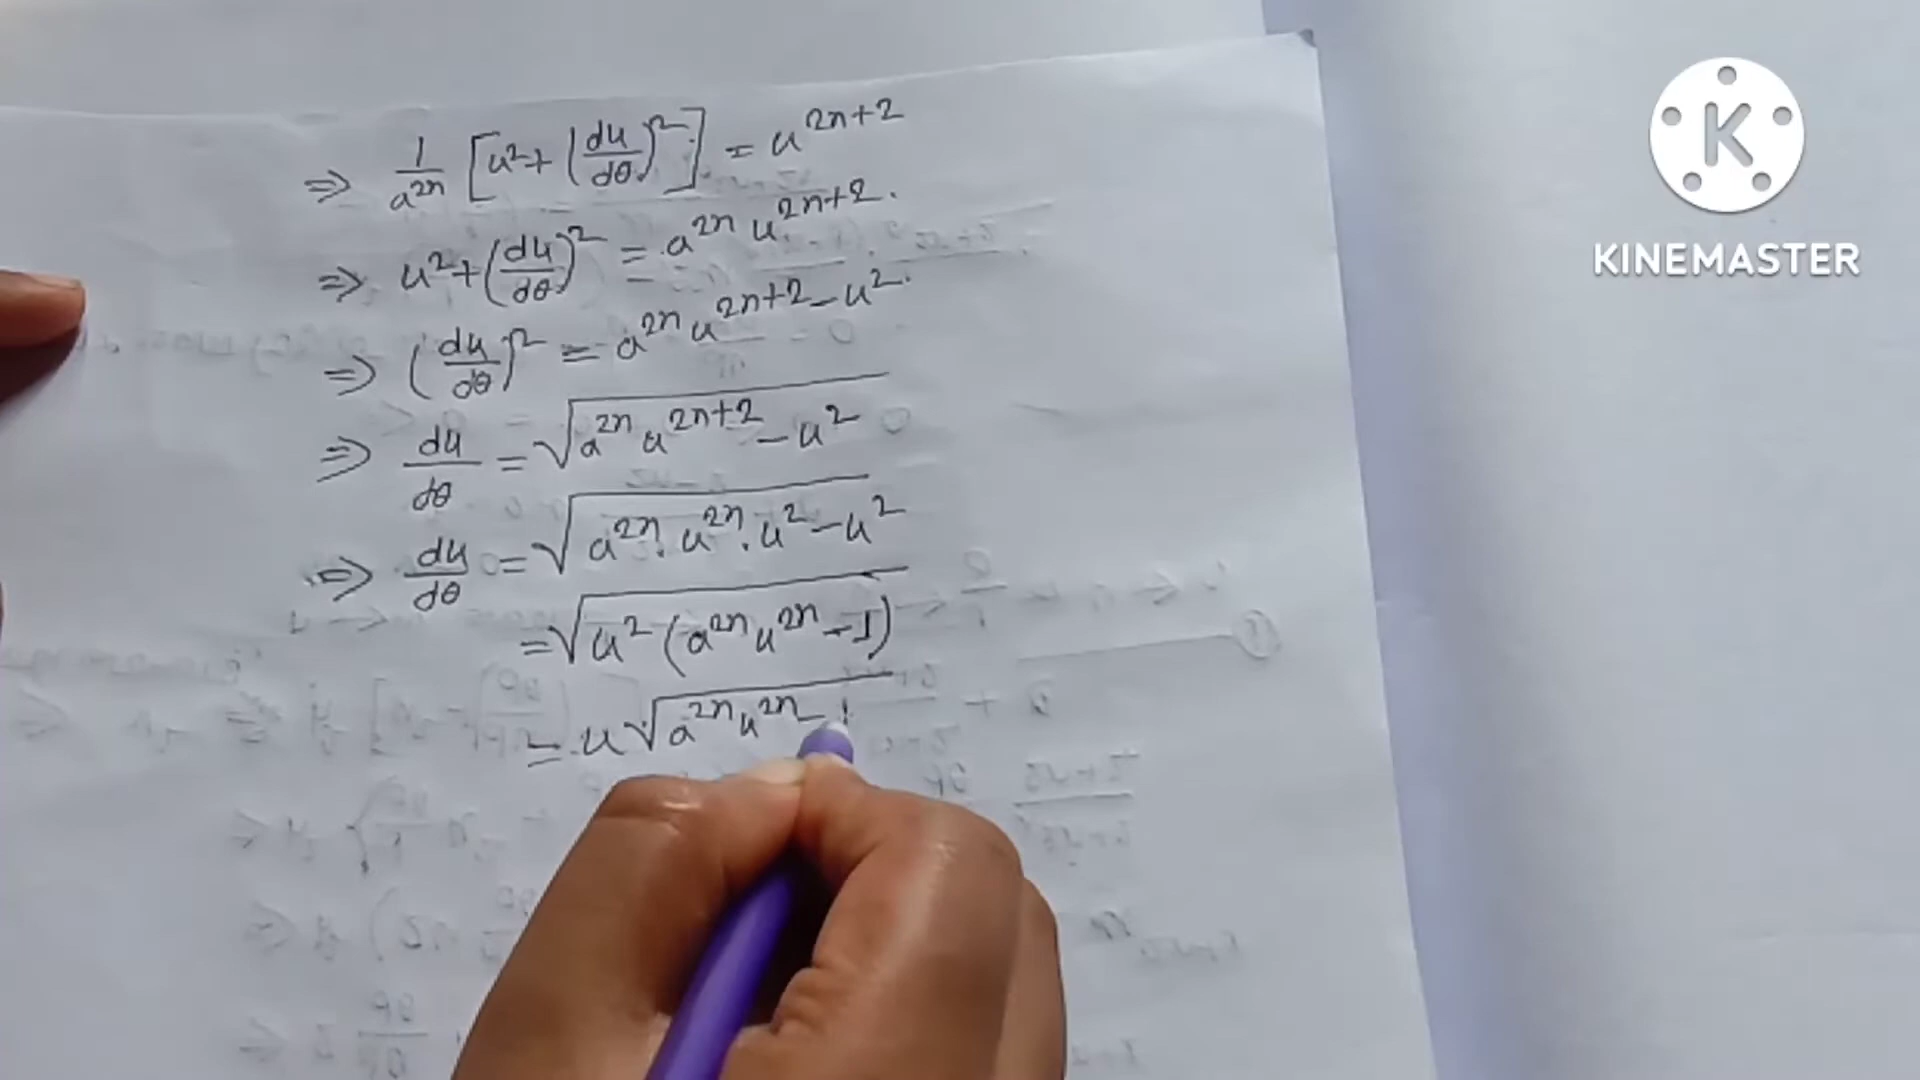 ⇒ 1/a^{2n} [u² + (du/dθ)²] = u^{2n+2}
⇒ u² + (du/dθ)² = a^{2n} u^{2n+2}.
⇒ (du/dθ)² = a^{2n} u^{2n+2} - u².
⇒ du/dθ = √(a^{2n} u^{2n+2} - u²)
⇒ du/dθ = √(a^{2n}. u^{2n}. u² - u²)
= √(u² (a^{2n} u^{2n} - 1))
= u √(a^{2n} u^{2n} - 1
K
KINEMASTER